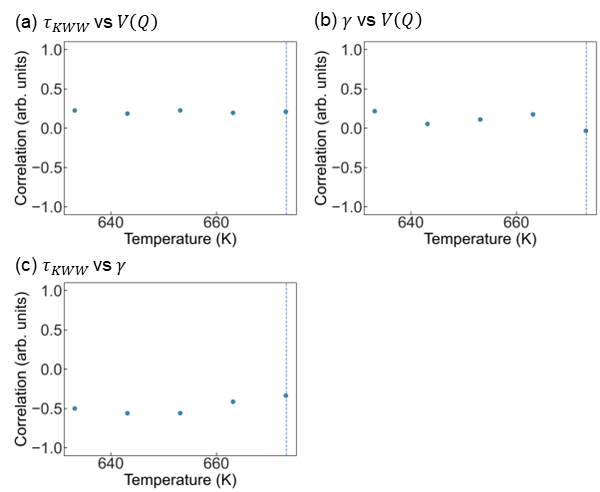 (a) τ_KWW vs V(Q)
1.0
0.5
0.0
−0.5
−1.0
Correlation (arb. units)
640 660
Temperature (K)
(b) γ vs V(Q)
1.0
0.5
0.0
−0.5
−1.0
Correlation (arb. units)
640 660
Temperature (K)
(c) τ_KWW vs γ
1.0
0.5
0.0
−0.5
−1.0
Correlation (arb. units)
640 660
Temperature (K)